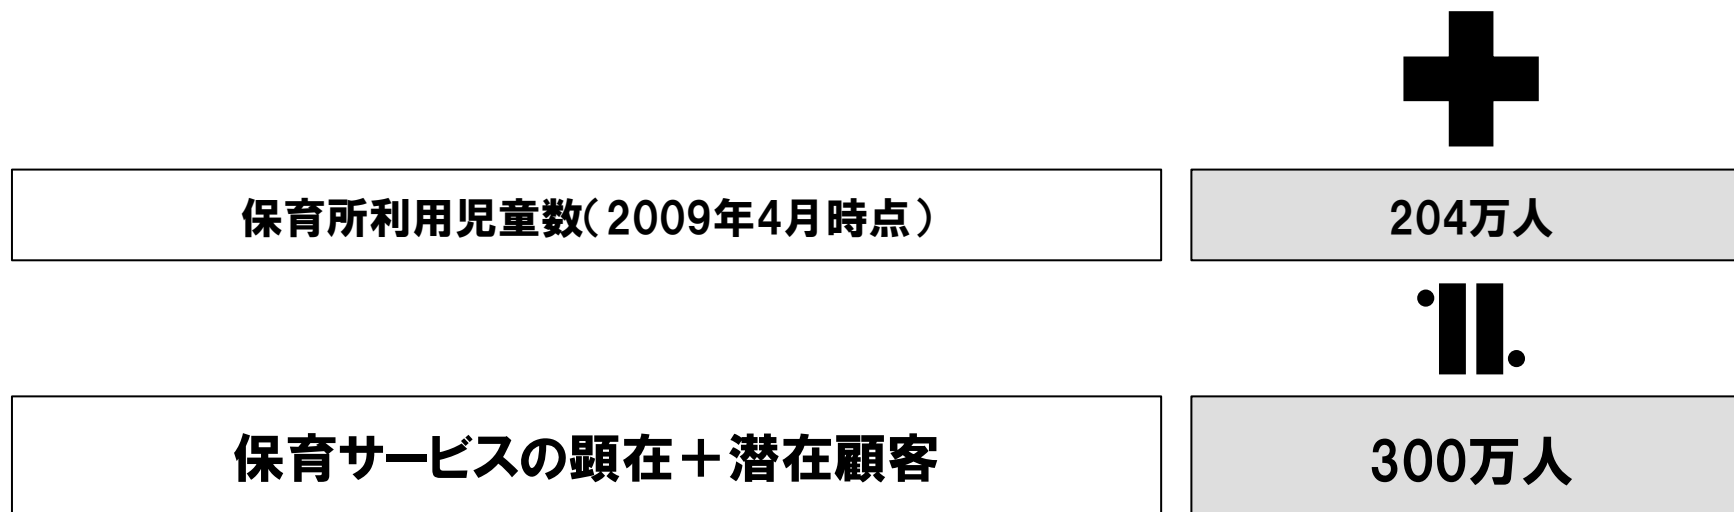 ＋
保育所利用児童数（2009年4月時点）
204万人
≒
保育サービスの顕在＋潜在顧客
300万人